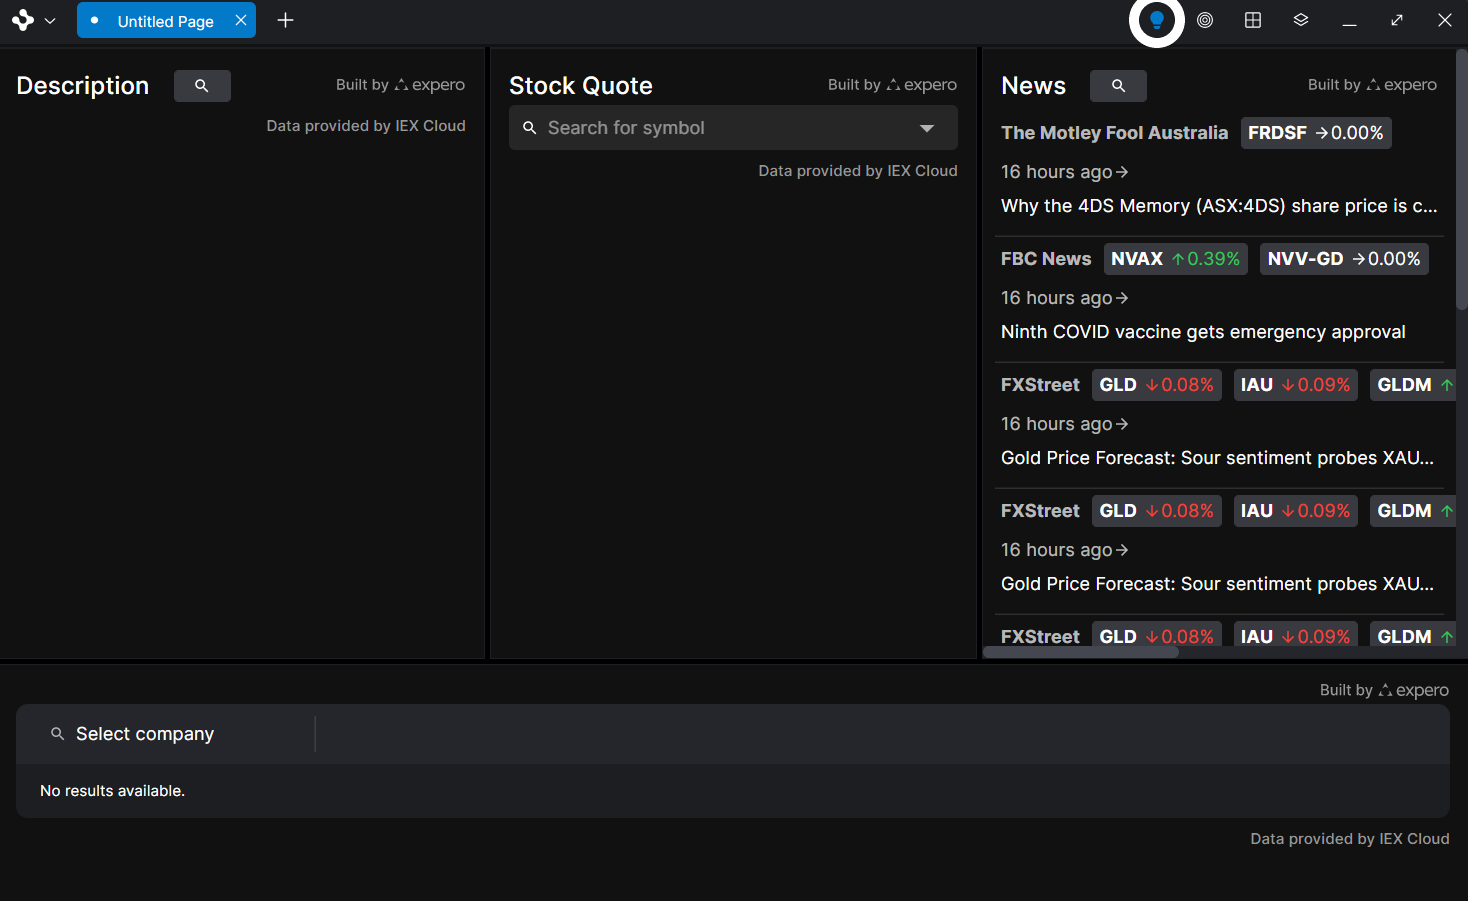 Untitled Page
Description
Built by expero
Data provided by IEX Cloud
Stock Quote
Built by expero
Search for symbol
Data provided by IEX Cloud
News
Built by expero
The Motley Fool Australia FRDSF →0.00%
16 hours ago→
Why the 4DS Memory (ASX:4DS) share price is c...
FBC News NVAX ↑0.39% NVV-GD →0.00%
16 hours ago→
Ninth COVID vaccine gets emergency approval
FXStreet GLD ↓0.08% IAU ↓0.09% GLDM ↑
16 hours ago→
Gold Price Forecast: Sour sentiment probes XAU...
FXStreet GLD ↓0.08% IAU ↓0.09% GLDM ↑
16 hours ago→
Gold Price Forecast: Sour sentiment probes XAU...
FXStreet GLD ↓0.08% IAU ↓0.09% GLDM ↑
Built by expero
Select company
No results available.
Data provided by IEX Cloud